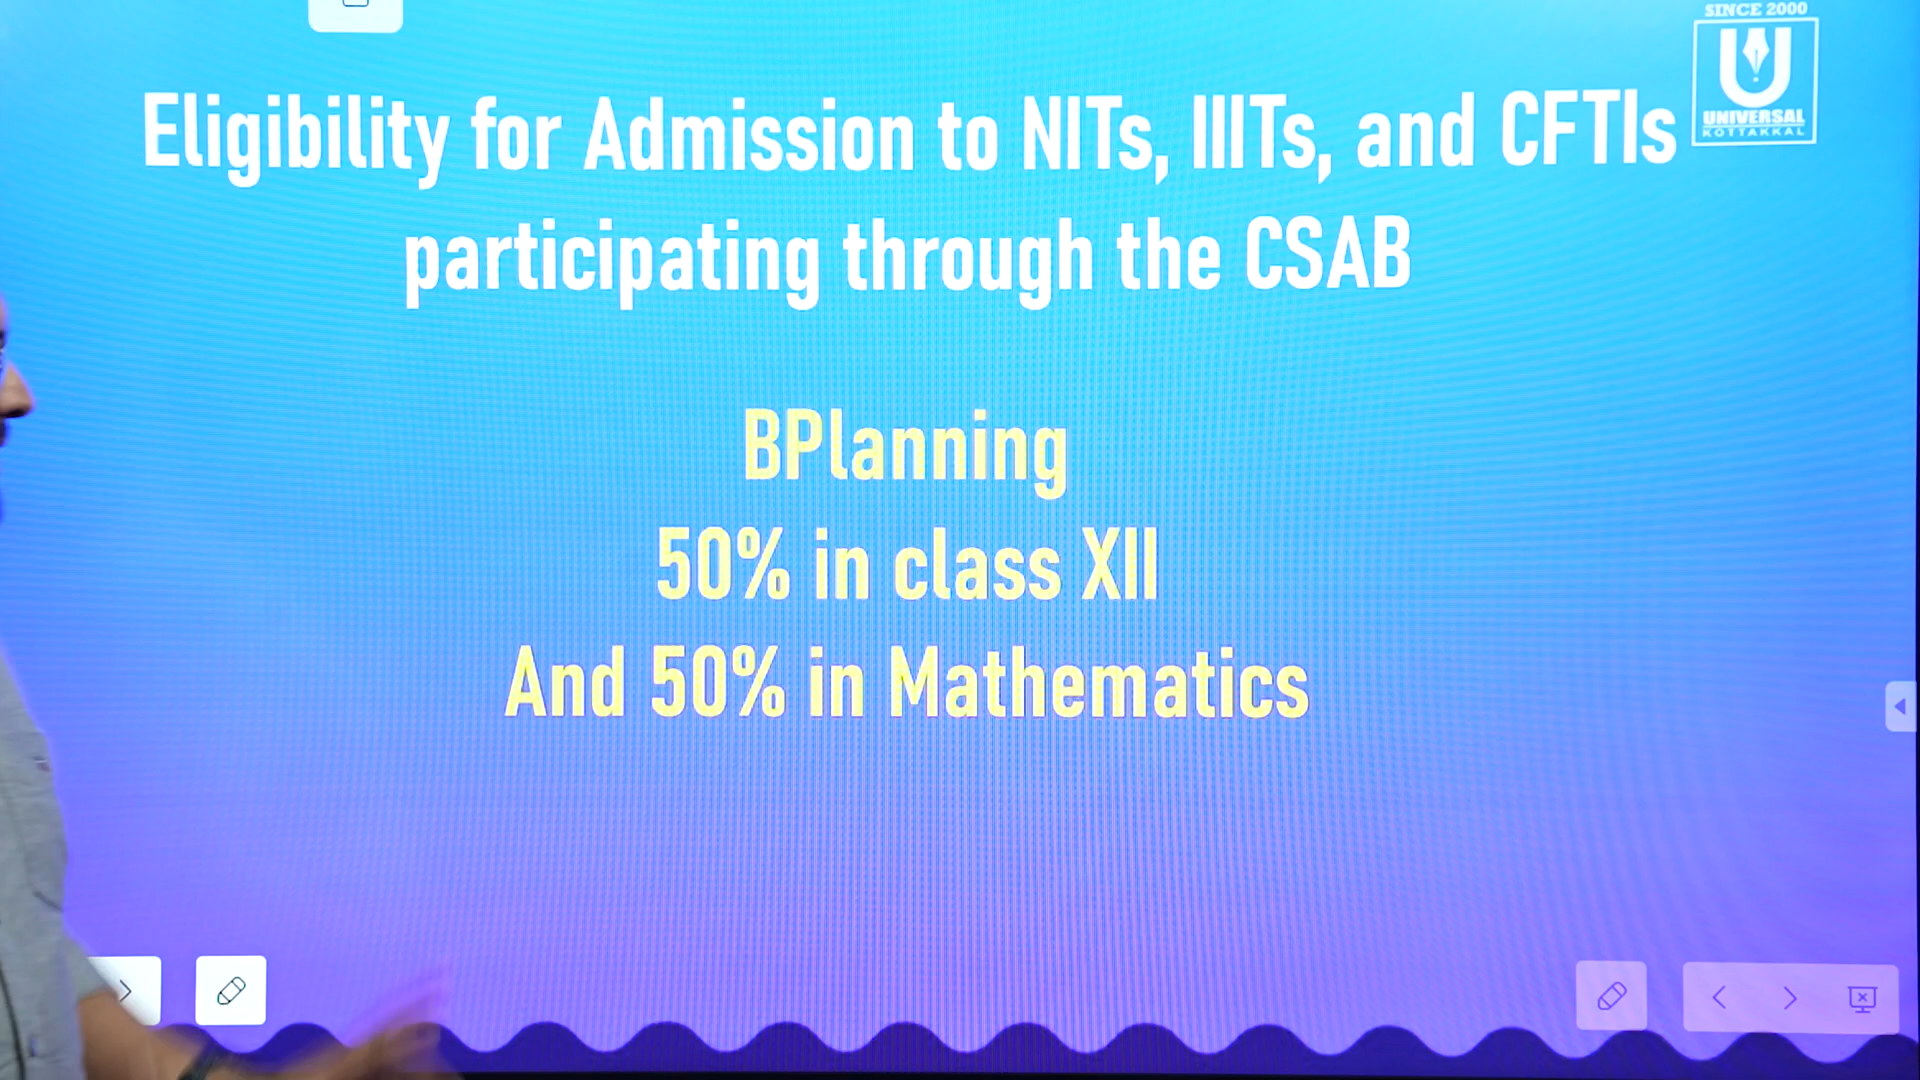 SINCE 2000
UNIVERSAL
KOTTAKKAL
Eligibility for Admission to NITs, IIITs, and CFTIs
participating through the CSAB
BPlanning
50% in class XII
And 50% in Mathematics